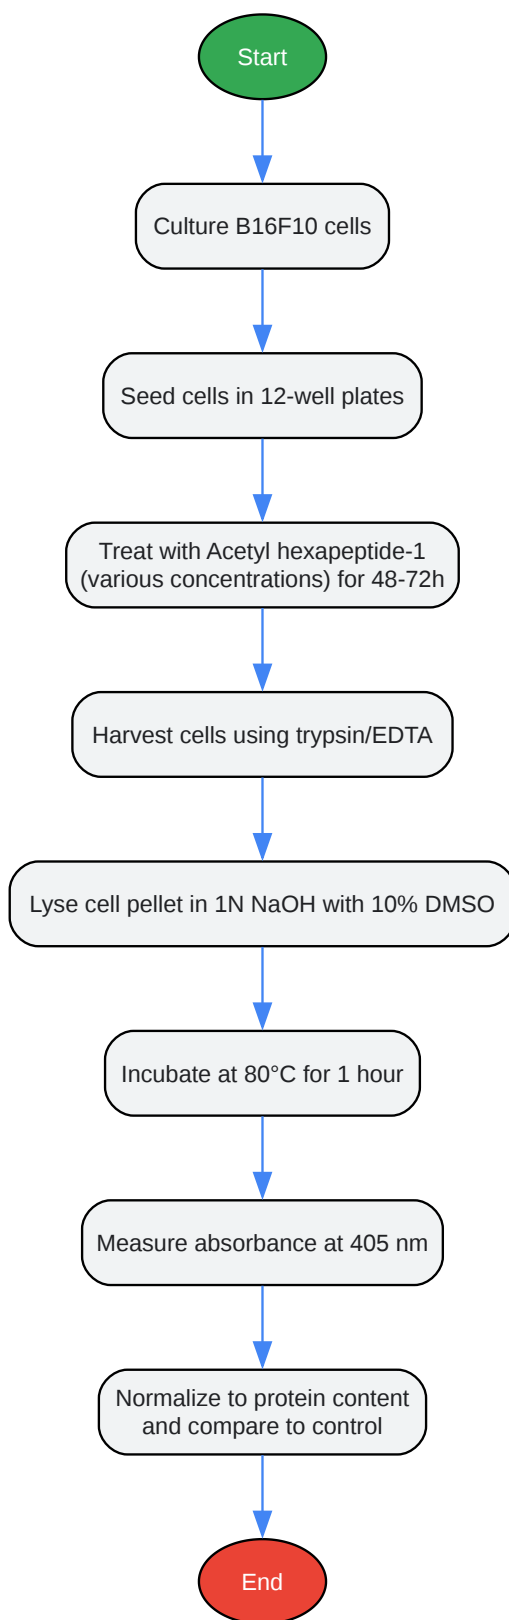 Start
Culture B16F10 cells
Seed cells in 12-well plates
Treat with Acetyl hexapeptide-1
(various concentrations) for 48-72h
Harvest cells using trypsin/EDTA
Lyse cell pellet in 1N NaOH with 10% DMSO
Incubate at 80°C for 1 hour
Measure absorbance at 405 nm
Normalize to protein content
and compare to control
End